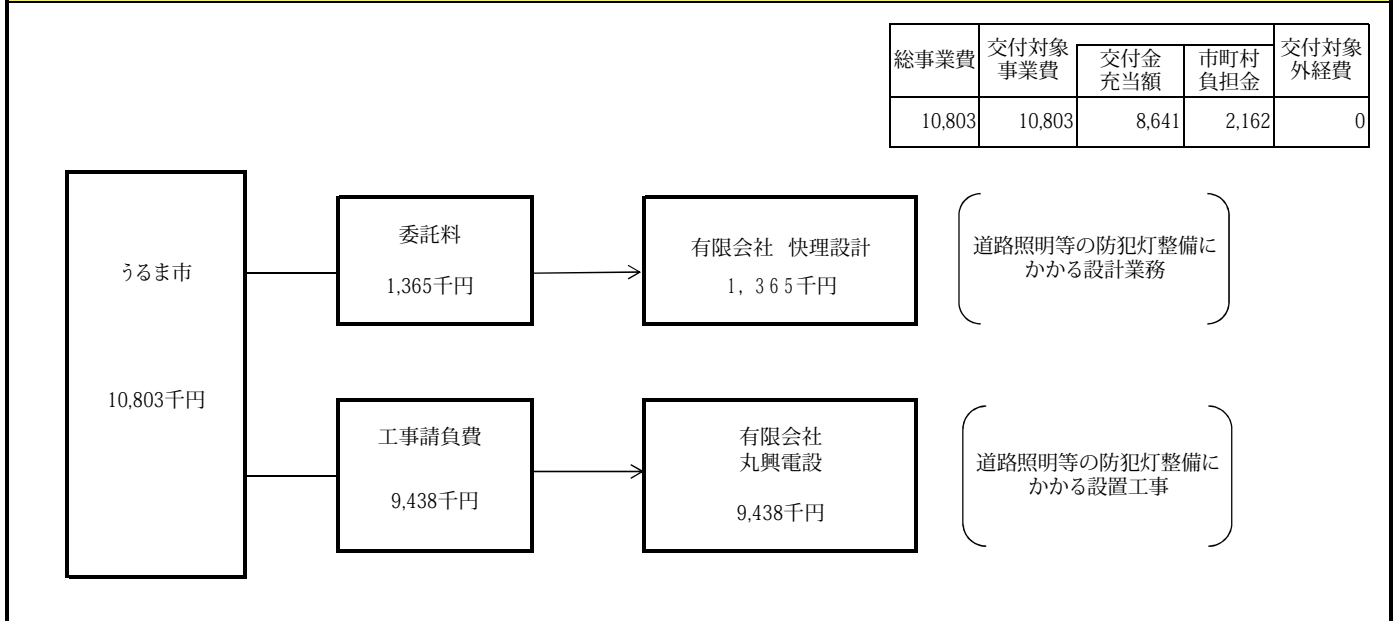 総事業費
交付対象
事業費
交付金
充当額
市町村
負担金
交付対象
外経費
10,803
10,803
8,641
2,162
0
うるま市
10,803千円
委託料
1,365千円
有限会社 快理設計
1,365千円
道路照明等の防犯灯整備に
かかる設計業務
工事請負費
9,438千円
有限会社
丸興電設
9,438千円
道路照明等の防犯灯整備に
かかる設置工事